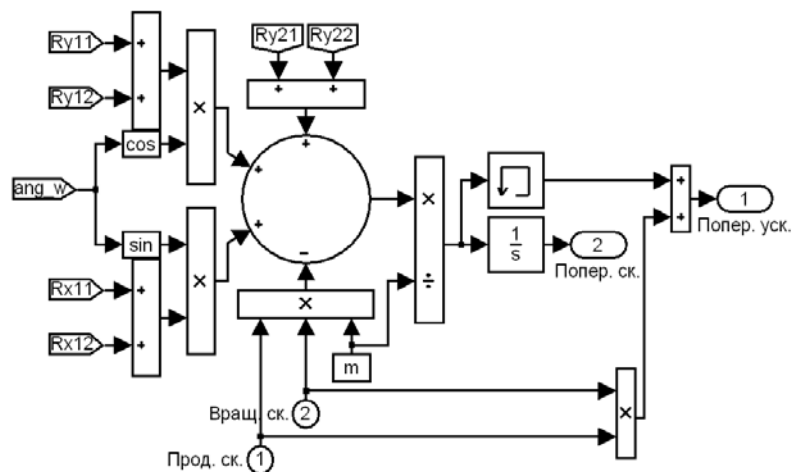 Ry11
Ry12
Ry21
Ry22
+
+
+
+
×
cos
ang_w
sin
+
+
+
−
×
÷
1
s
+
+
1
Попер. уск.
2
Попер. ск.
Rx11
Rx12
+
+
×
×
m
Вращ. ск.
2
×
Прод. ск.
1